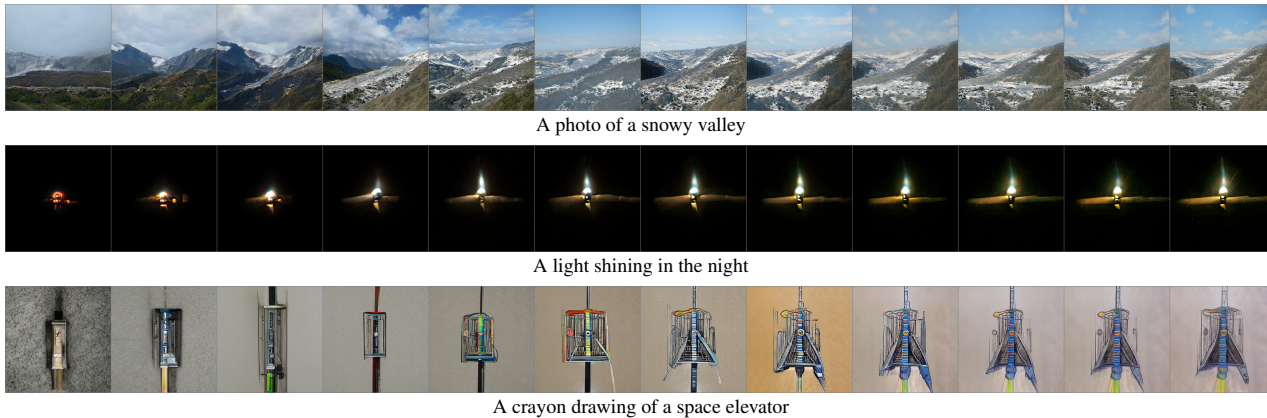 A photo of a snowy valley
A light shining in the night
A crayon drawing of a space elevator